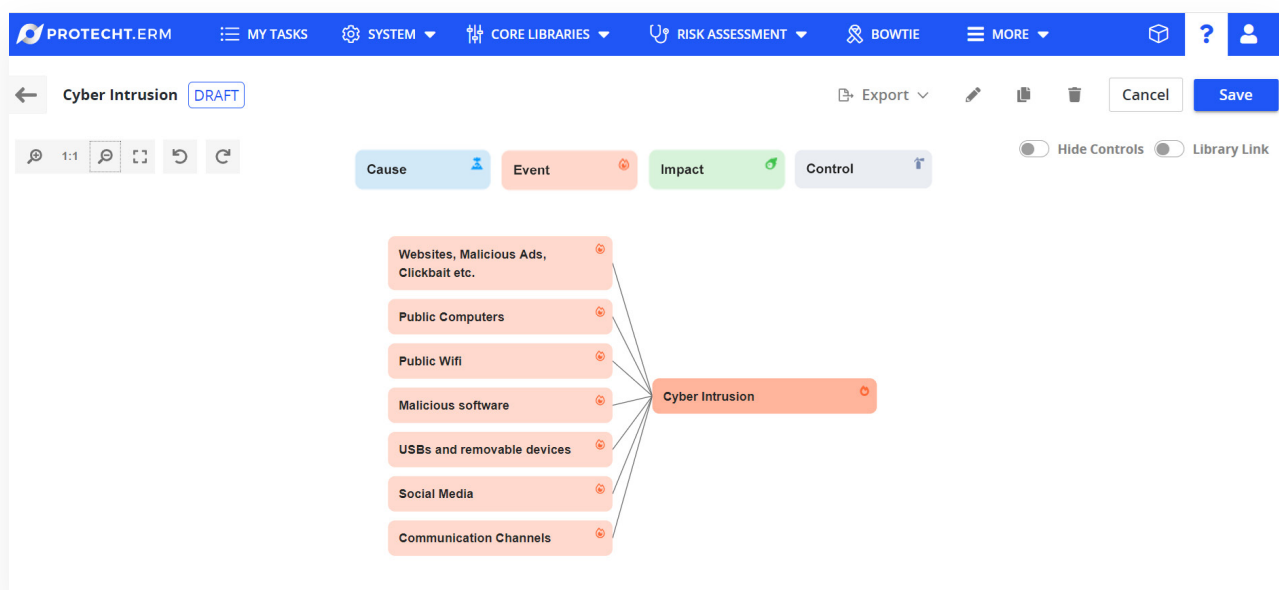 PROTECHT.ERM MY TASKS SYSTEM CORE LIBRARIES RISK ASSESSMENT BOWTIE MORE ?
Cyber Intrusion DRAFT Export Cancel Save
1:1 Hide Controls Library Link
Cause Event Impact Control
Websites, Malicious Ads,
Clickbait etc.
Public Computers
Public Wifi
Cyber Intrusion
Malicious software
USBs and removable devices
Social Media
Communication Channels